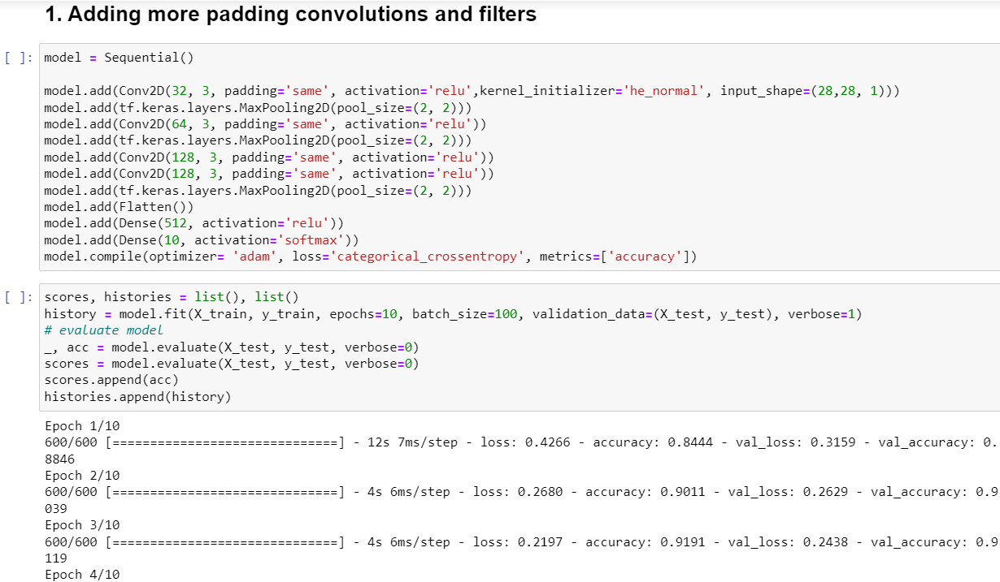 1. Adding more padding convolutions and filters
[ ]: model = Sequential()
model.add(Conv2D(32, 3, padding='same', activation='relu',kernel_initializer='he_normal', input_shape=(28,28, 1)))
model.add(tf.keras.layers.MaxPooling2D(pool_size=(2, 2)))
model.add(Conv2D(64, 3, padding='same', activation='relu'))
model.add(tf.keras.layers.MaxPooling2D(pool_size=(2, 2)))
model.add(Conv2D(128, 3, padding='same', activation='relu'))
model.add(Conv2D(128, 3, padding='same', activation='relu'))
model.add(tf.keras.layers.MaxPooling2D(pool_size=(2, 2)))
model.add(Flatten())
model.add(Dense(512, activation='relu'))
model.add(Dense(10, activation='softmax'))
model.compile(optimizer= 'adam', loss='categorical_crossentropy', metrics=['accuracy'])
[ ]: scores, histories = list(), list()
history = model.fit(X_train, y_train, epochs=10, batch_size=100, validation_data=(X_test, y_test), verbose=1)
# evaluate model
_, acc = model.evaluate(X_test, y_test, verbose=0)
scores = model.evaluate(X_test, y_test, verbose=0)
scores.append(acc)
histories.append(history)
Epoch 1/10
600/600 [==============================] - 12s 7ms/step - loss: 0.4266 - accuracy: 0.8444 - val_loss: 0.3159 - val_accuracy: 0.
8846
Epoch 2/10
600/600 [==============================] - 4s 6ms/step - loss: 0.2680 - accuracy: 0.9011 - val_loss: 0.2629 - val_accuracy: 0.9
039
Epoch 3/10
600/600 [==============================] - 4s 6ms/step - loss: 0.2197 - accuracy: 0.9191 - val_loss: 0.2438 - val_accuracy: 0.9
119
Epoch 4/10